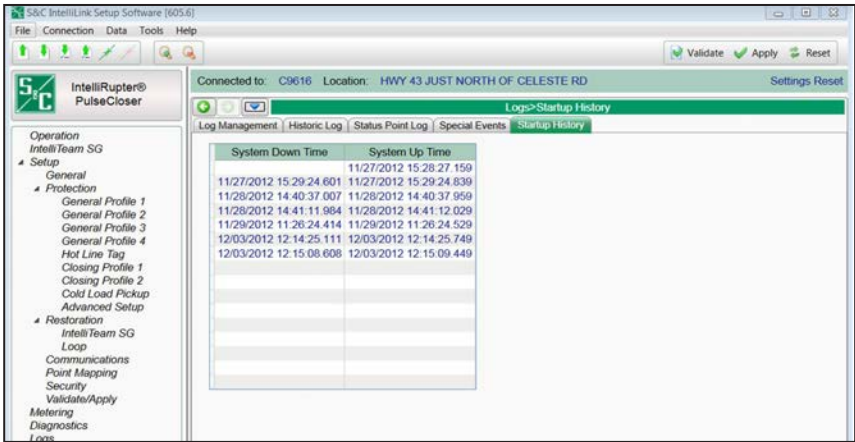 S&C IntelliLink Setup Software [605.6]
File Connection Data Tools Help
Validate Apply Reset
S&C
IntelliRupter®
PulseCloser
Connected to: C9616 Location: HWY 43 JUST NORTH OF CELESTE RD Settings Reset
Logs>Startup History
Log Management Historic Log Status Point Log Special Events Startup History
Operation
IntelliTeam SG
Setup
General
Protection
General Profile 1
General Profile 2
General Profile 3
General Profile 4
Hot Line Tag
Closing Profile 1
Closing Profile 2
Cold Load Pickup
Advanced Setup
Restoration
IntelliTeam SG
Loop
Communications
Point Mapping
Security
Validate/Apply
Metering
Diagnostics
Logs
System Down Time System Up Time
11/27/2012 15:28:27.159
11/27/2012 15:29:24.601 11/27/2012 15:29:24.839
11/28/2012 14:40:37.007 11/28/2012 14:40:37.959
11/28/2012 14:41:11.984 11/28/2012 14:41:12.029
11/29/2012 11:26:24.414 11/29/2012 11:26:24.529
12/03/2012 12:14:25.111 12/03/2012 12:14:25.749
12/03/2012 12:15:08.608 12/03/2012 12:15:09.449